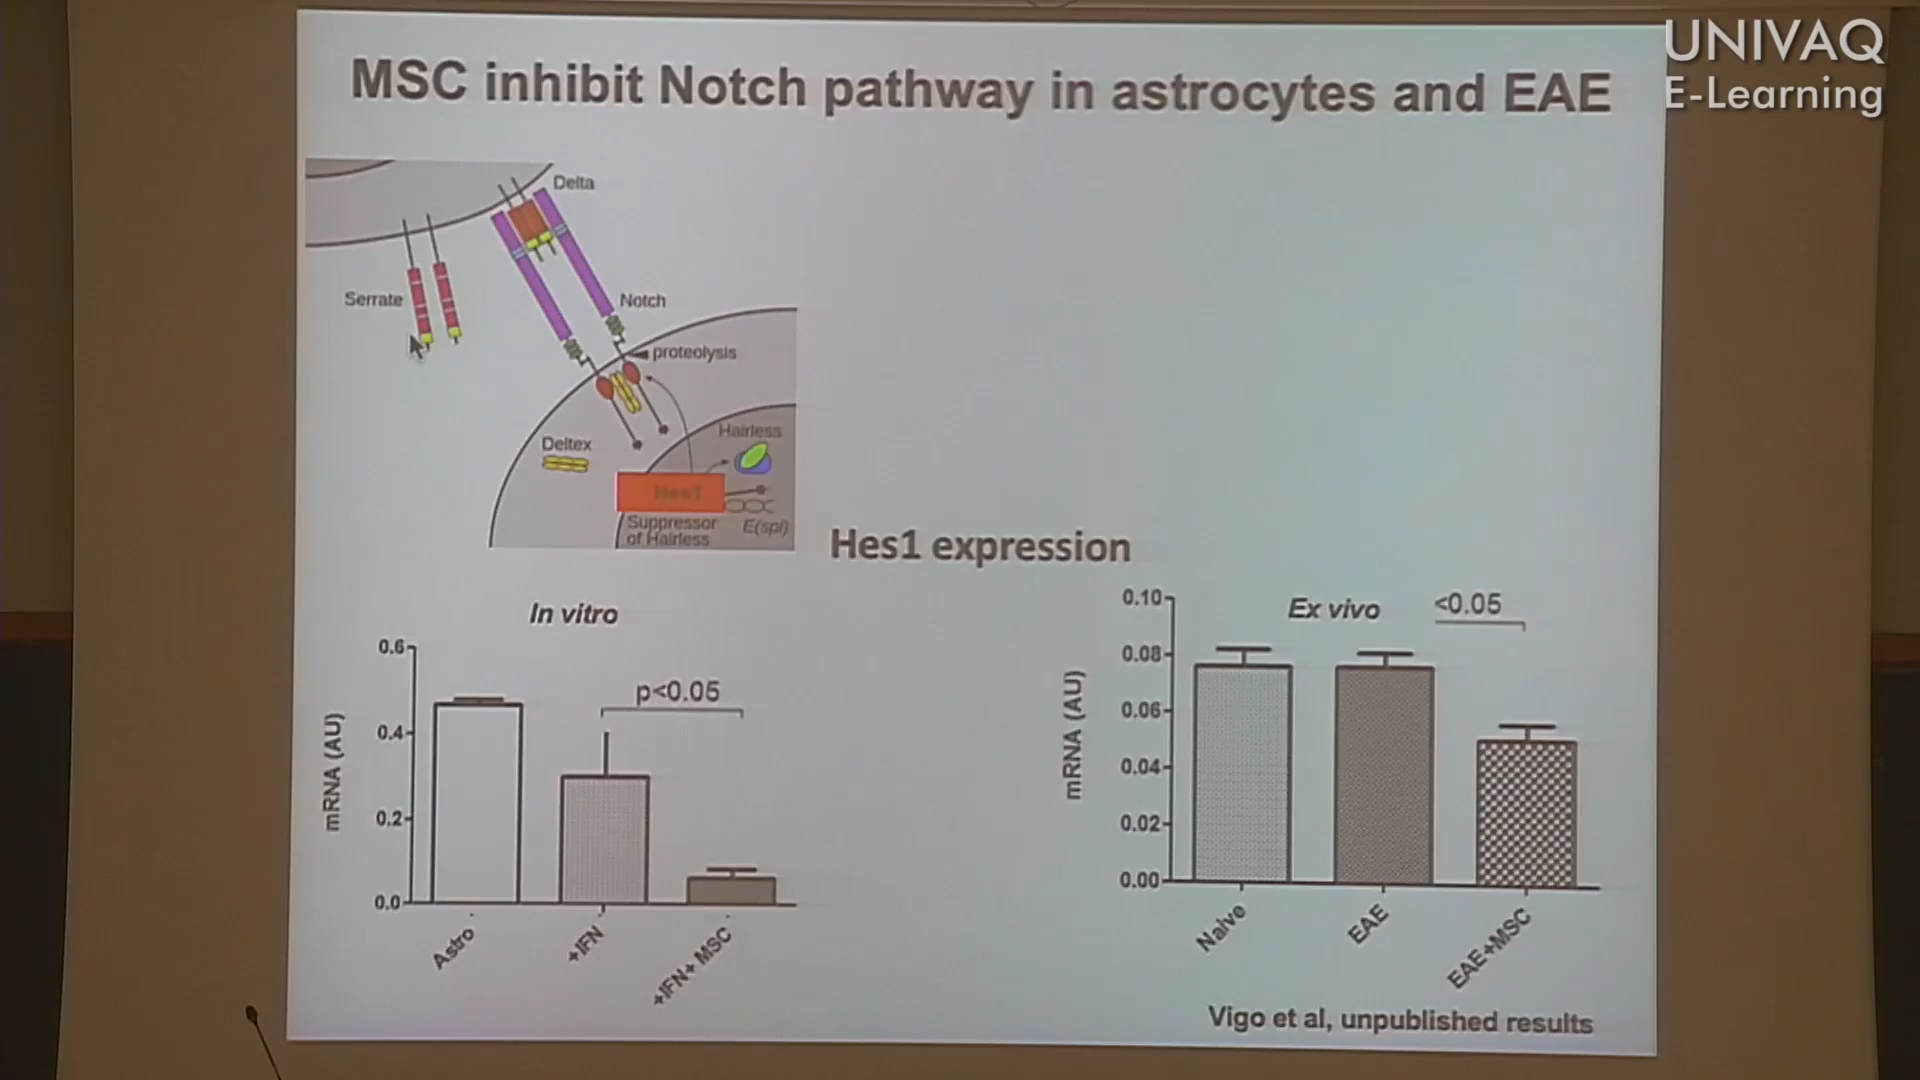 UNIVAQ
E-Learning
MSC inhibit Notch pathway in astrocytes and EAE
Delta
Serrate
Notch
proteolysis
Deltex
Hairless
Hes1
Suppressor
of Hairless
E(spl)
Hes1 expression
In vitro
mRNA (AU)
0.6
0.4
0.2
0.0
p<0.05
Astro
+IFN
+IFN+ MSC
Ex vivo
<0.05
mRNA (AU)
0.10
0.08
0.06
0.04
0.02
0.00
Naive
EAE
EAE+MSC
Vigo et al, unpublished results